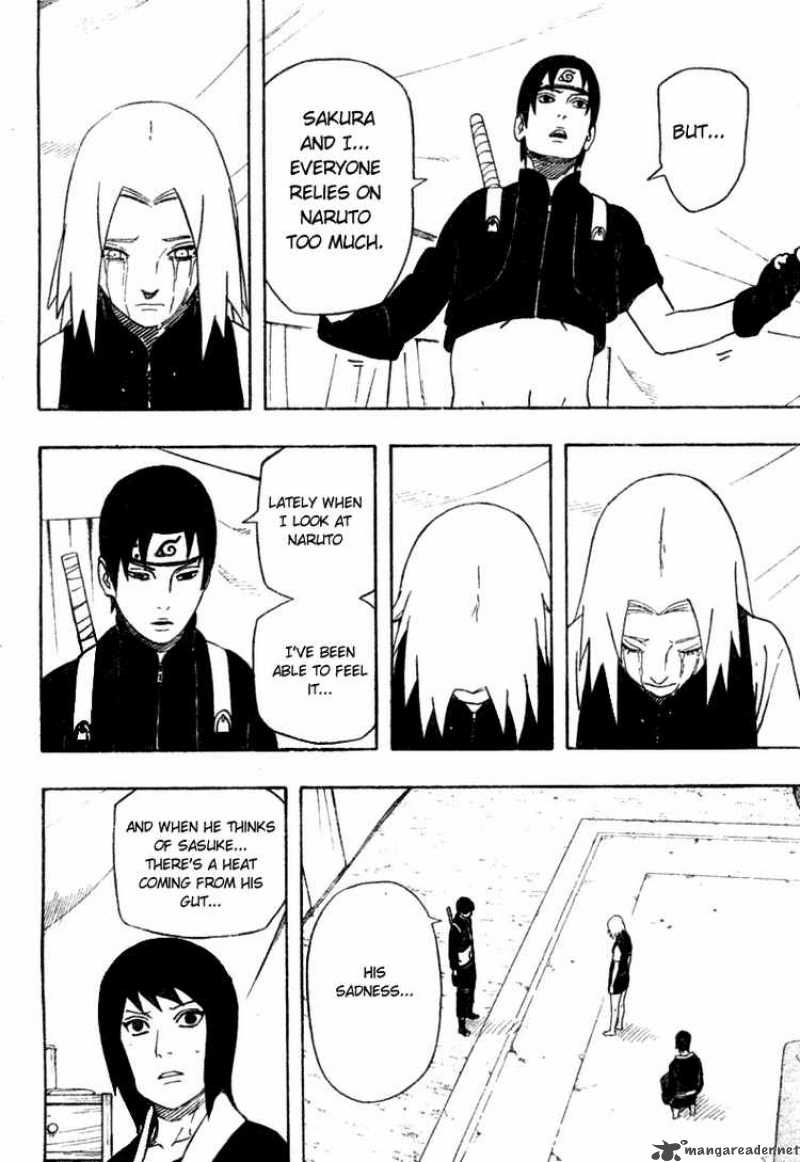 BUT...
SAKURA
AND I...
EVERYONE
RELIES ON
NARUTO
TOO MUCH.
LATELY WHEN
I LOOK AT
NARUTO
I'VE BEEN
ABLE TO FEEL
IT...
HIS
SADNESS...
AND WHEN HE THINKS
OF SASUKE...
THERE'S A HEAT
COMING FROM HIS
GUT...
mangareader.net